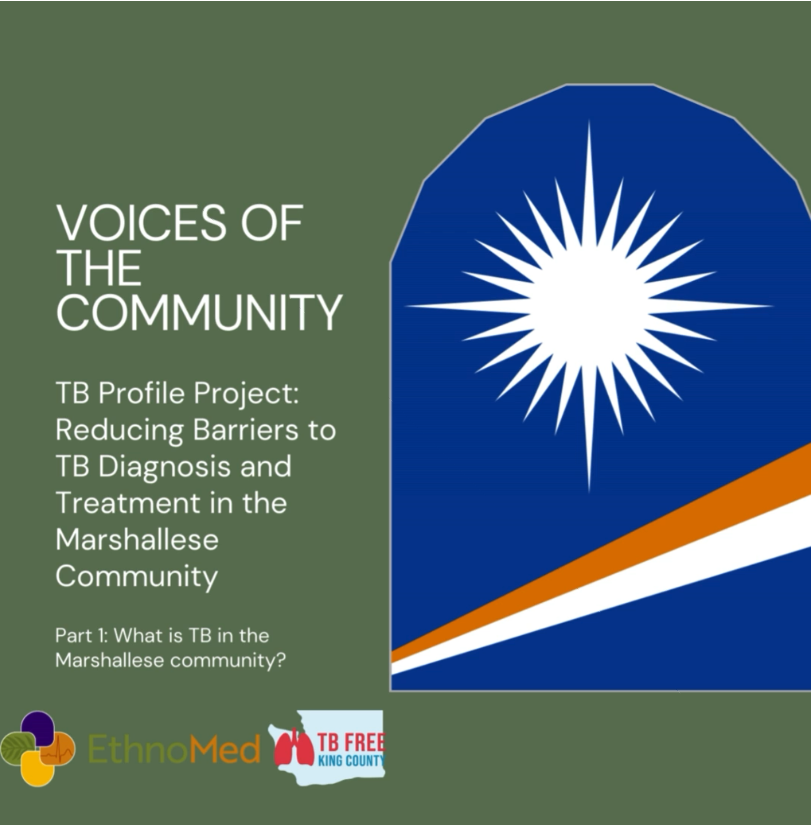 VOICES OF
THE
COMMUNITY
TB Profile Project:
Reducing Barriers to
TB Diagnosis and
Treatment in the
Marshallese
Community
Part 1: What is TB in the
Marshallese community?
EthnoMed
TB FREE
KING COUNTY